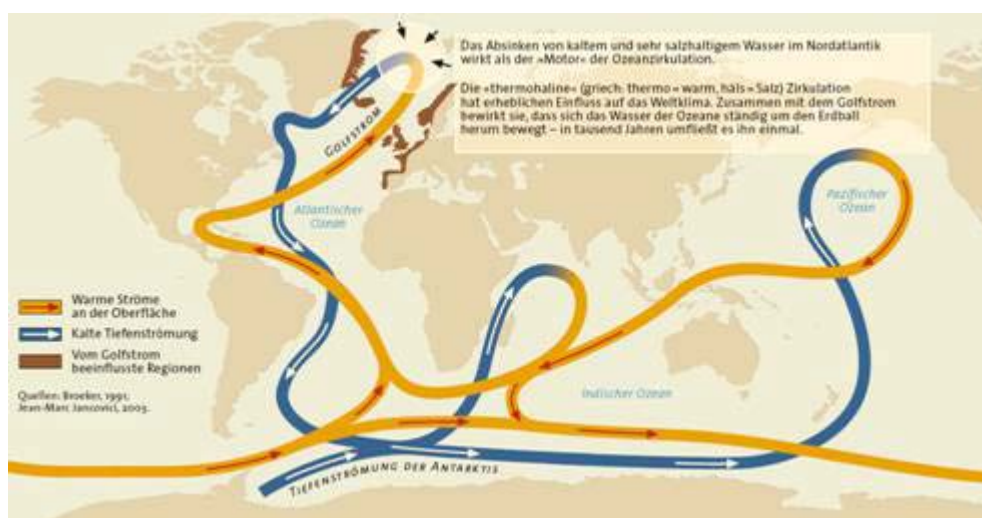 Das Absinken von kaltem und sehr salzhaltigem Wasser im Nordatlantik
wirkt als der »Motor« der Ozeanzirkulation.
Die »thermohaline« (griech: thermo = warm, háls = Salz) Zirkulation
hat erheblichen Einfluss auf das Weltklima. Zusammen mit dem Golfstrom
bewirkt sie, dass sich das Wasser der Ozeane ständig um den Erdball
herum bewegt – in tausend Jahren umfließt es ihn einmal.
GOLFSTROM
Atlantischer
Ozean
Pazifischer
Ozean
Warme Ströme
an der Oberfläche
Kalte Tiefenströmung
Vom Golfstrom
beeinflusste Regionen
Quellen: Broeker, 1991,
Jean-Marc Jancovici, 2003.
Indischer Ozean
TIEFENSTRÖMUNG DER ANTARKTIS